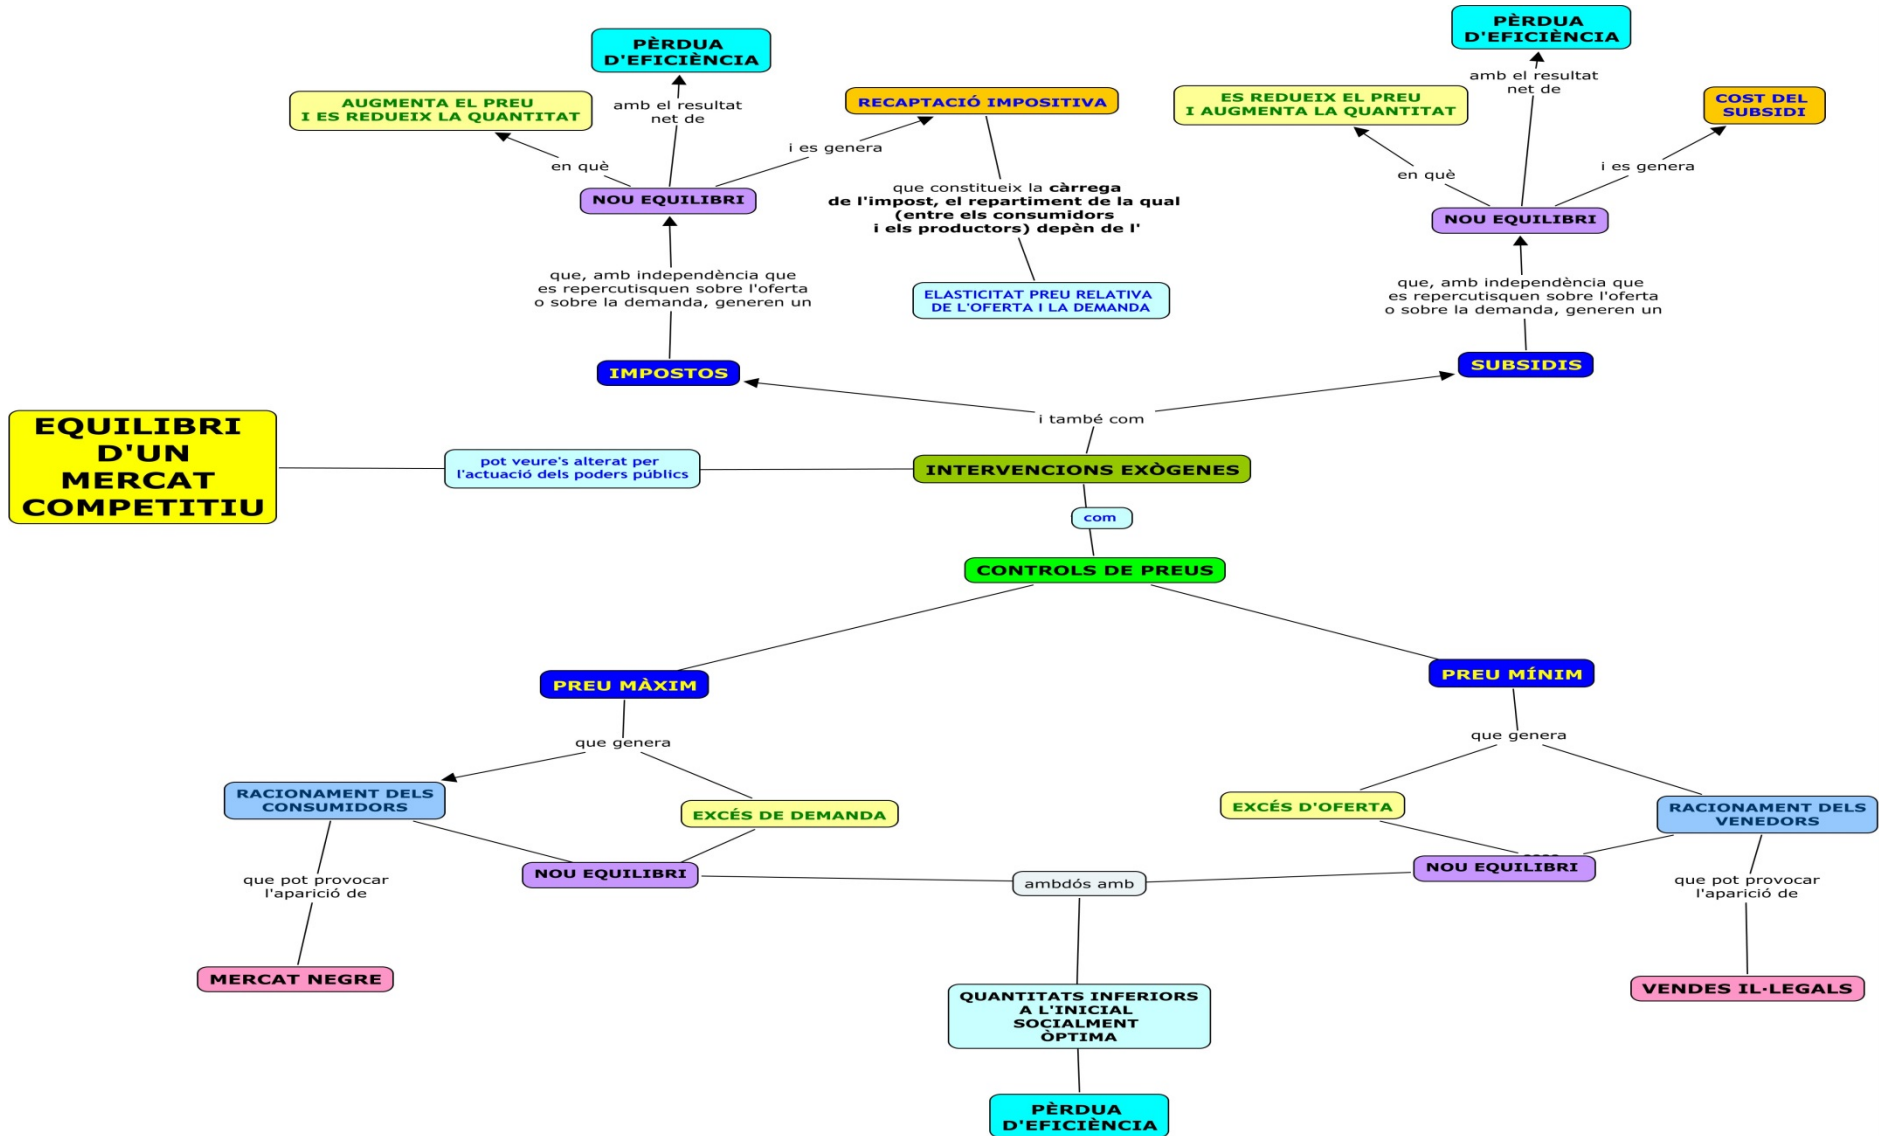 PÈRDUA
D'EFICIÈNCIA
PÈRDUA
D'EFICIÈNCIA
AUGMENTA EL PREU
I ES REDUEIX LA QUANTITAT
amb el resultat
net de
RECAPTACIÓ IMPOSITIVA
ES REDUEIX EL PREU
I AUGMENTA LA QUANTITAT
amb el resultat
net de
COST DEL
SUBSIDI
en què
i es genera
en què
i es genera
NOU EQUILIBRI
que constitueix la càrrega
de l'impost, el repartiment de la qual
(entre els consumidors
i els productors) depèn de l'
NOU EQUILIBRI
que, amb independència que
es repercutisquen sobre l'oferta
o sobre la demanda, generen un
ELASTICITAT PREU RELATIVA
DE L'OFERTA I LA DEMANDA
que, amb independència que
es repercutisquen sobre l'oferta
o sobre la demanda, generen un
IMPOSTOS
SUBSIDIS
i també com
EQUILIBRI
D'UN
MERCAT
COMPETITIU
pot veure's alterat per
l'actuació dels poders públics
INTERVENCIONS EXÒGENES
com
CONTROLS DE PREUS
PREU MÀXIM
PREU MÍNIM
que genera
que genera
RACIONAMENT DELS
CONSUMIDORS
EXCÉS DE DEMANDA
EXCÉS D'OFERTA
RACIONAMENT DELS
VENEDORS
NOU EQUILIBRI
ambdós amb
NOU EQUILIBRI
que pot provocar
l'aparició de
que pot provocar
l'aparició de
MERCAT NEGRE
QUANTITATS INFERIORS
A L'INICIAL
SOCIALMENT
ÒPTIMA
VENDES IL·LEGALS
PÈRDUA
D'EFICIÈNCIA